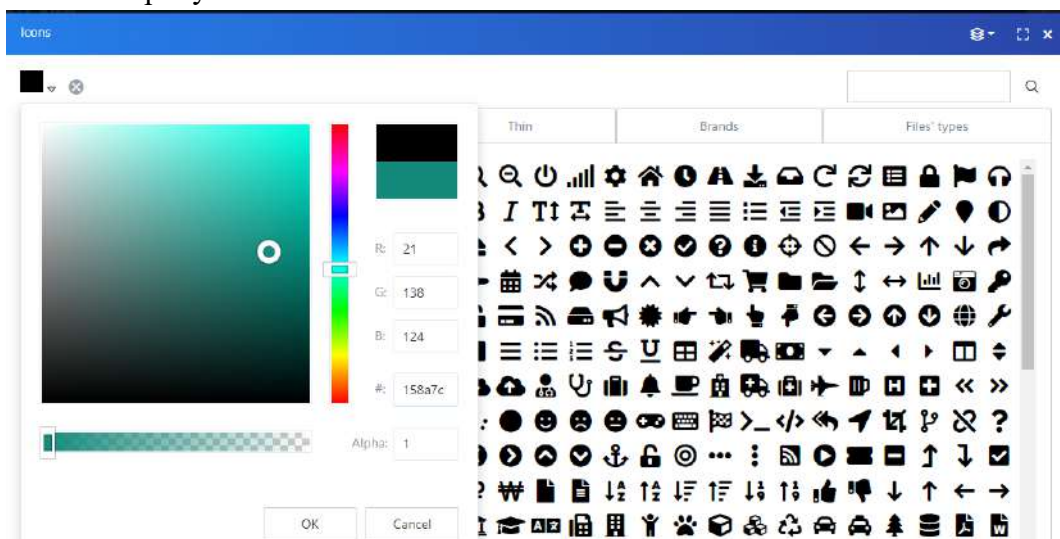 Icons
Thin
Brands
Files' types
R: 21
G: 138
B: 124
#: 158a7c
Alpha: 1
OK
Cancel